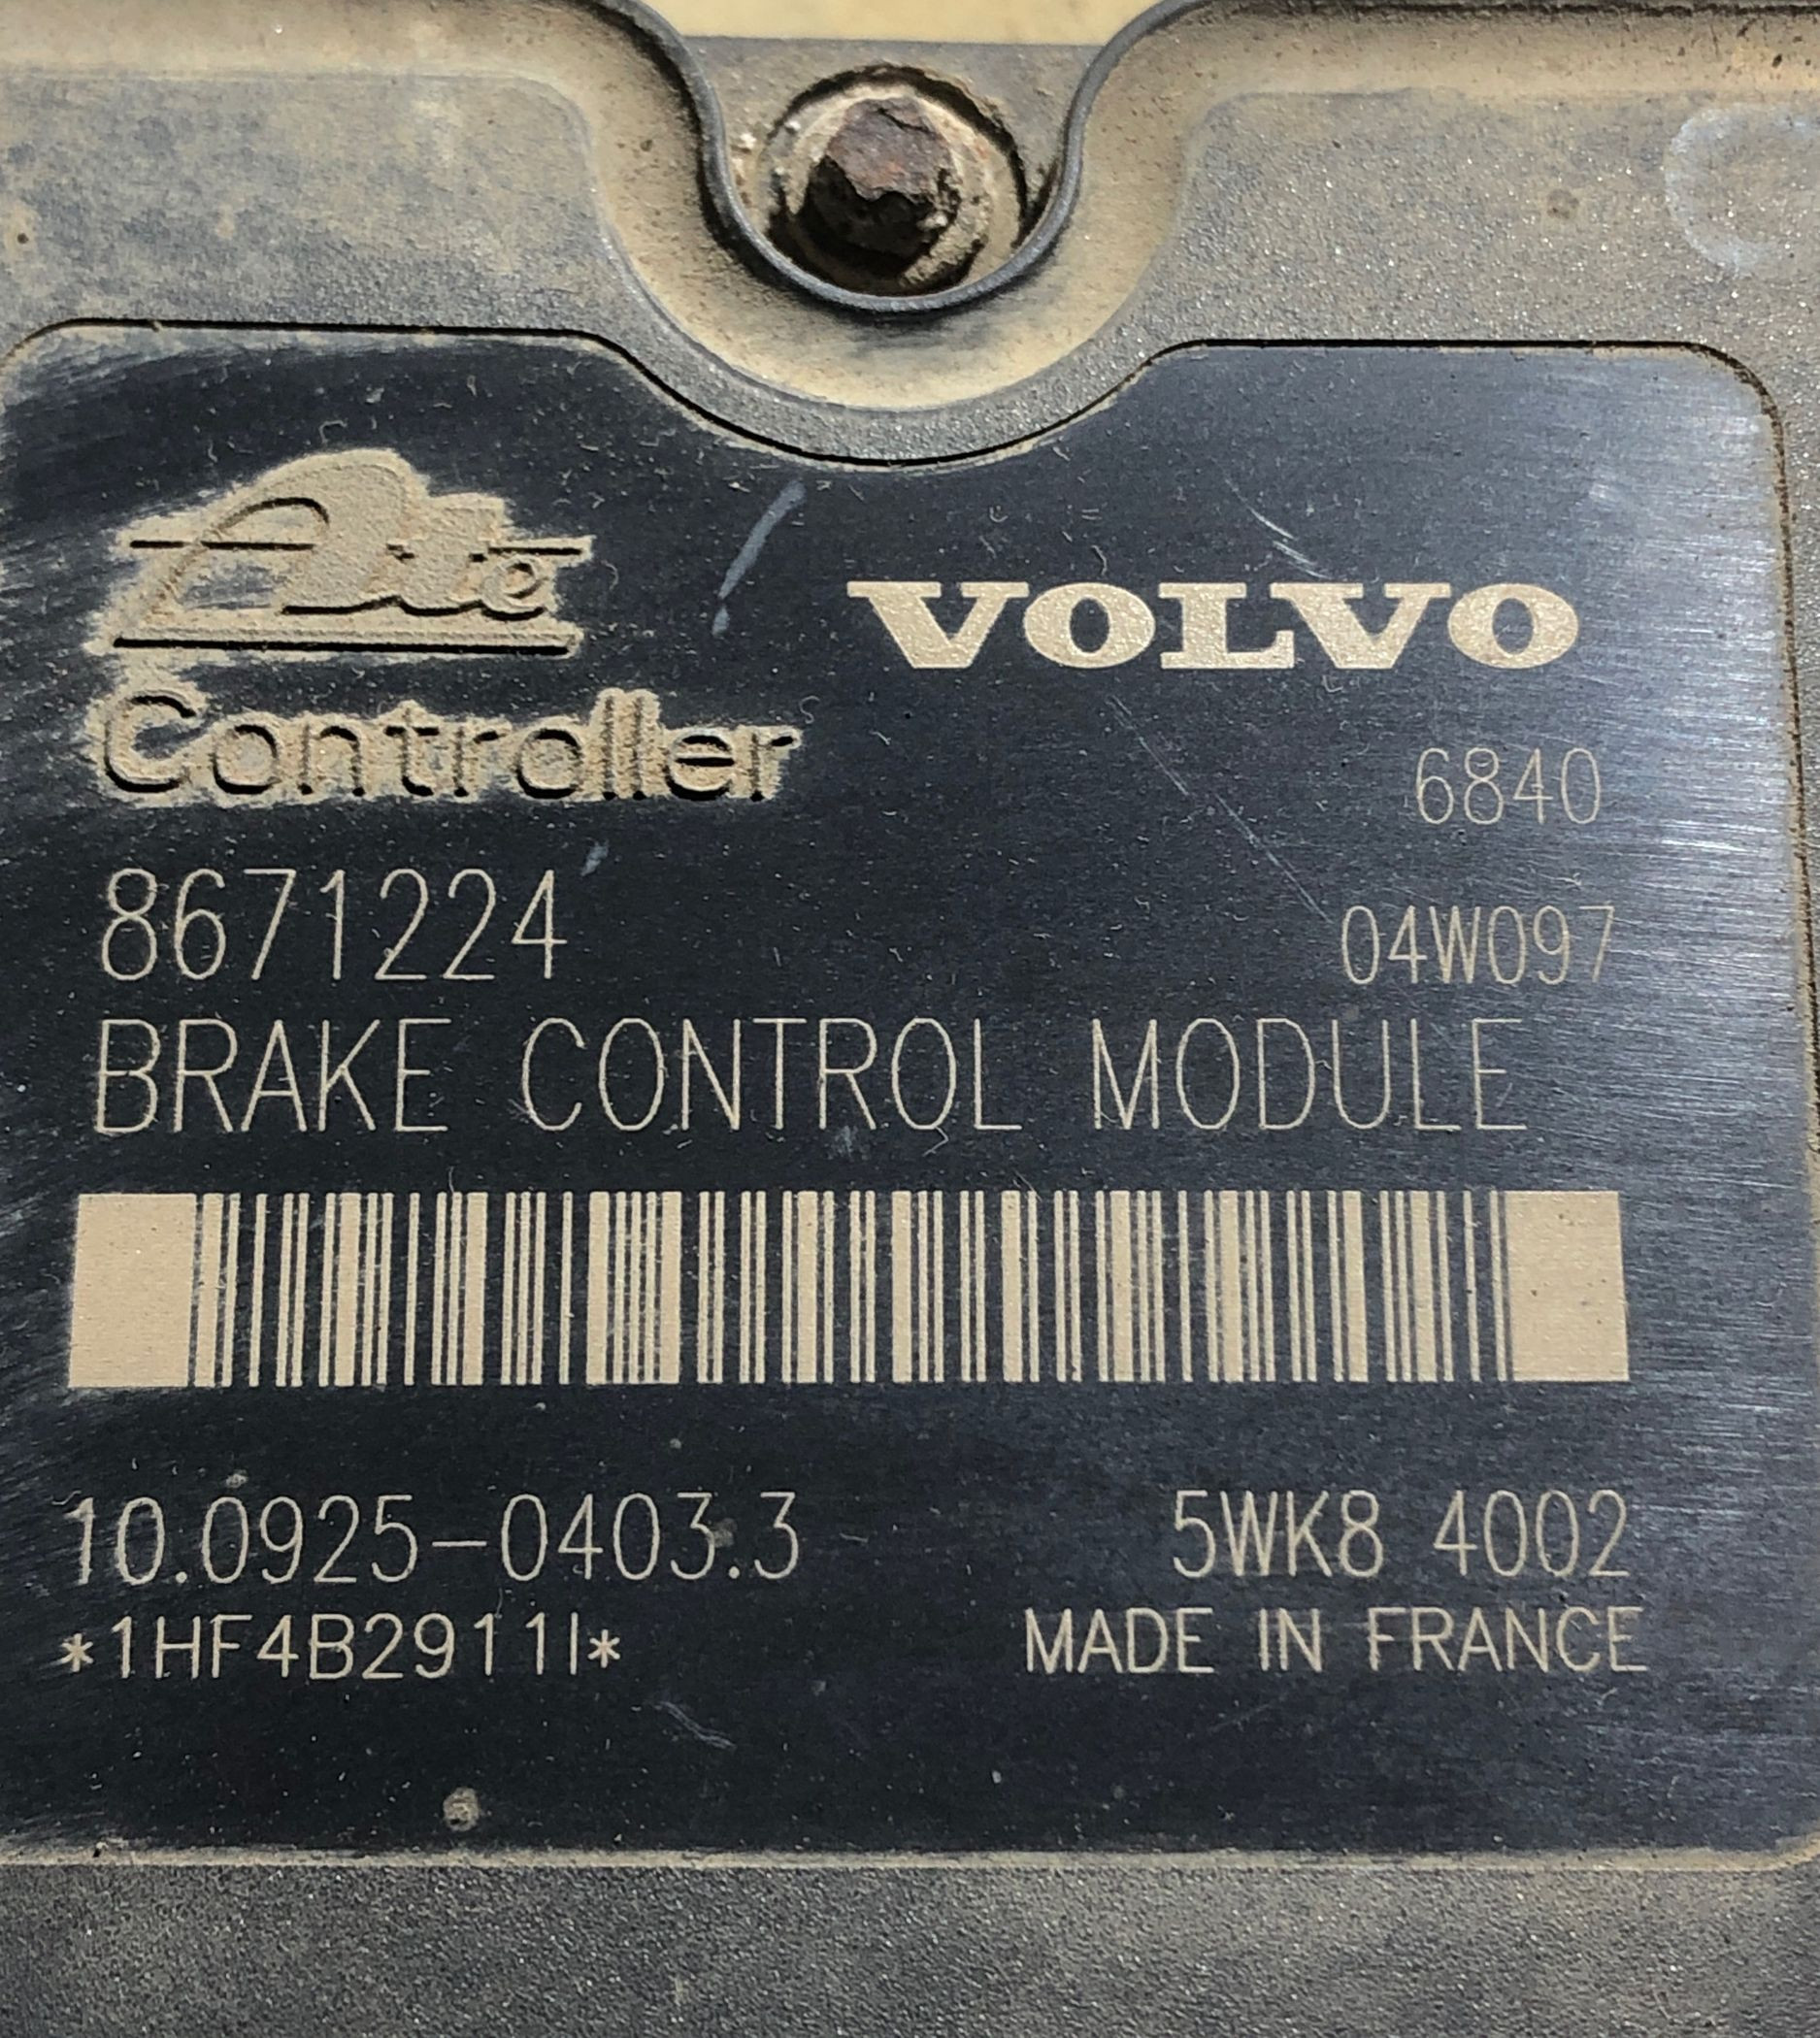 Ate
VOLVO
Controller
6840
8671224
04W097
BRAKE CONTROL MODULE
10.0925-0403.3
5WK8 4002
*1HF4B2911I*
MADE IN FRANCE